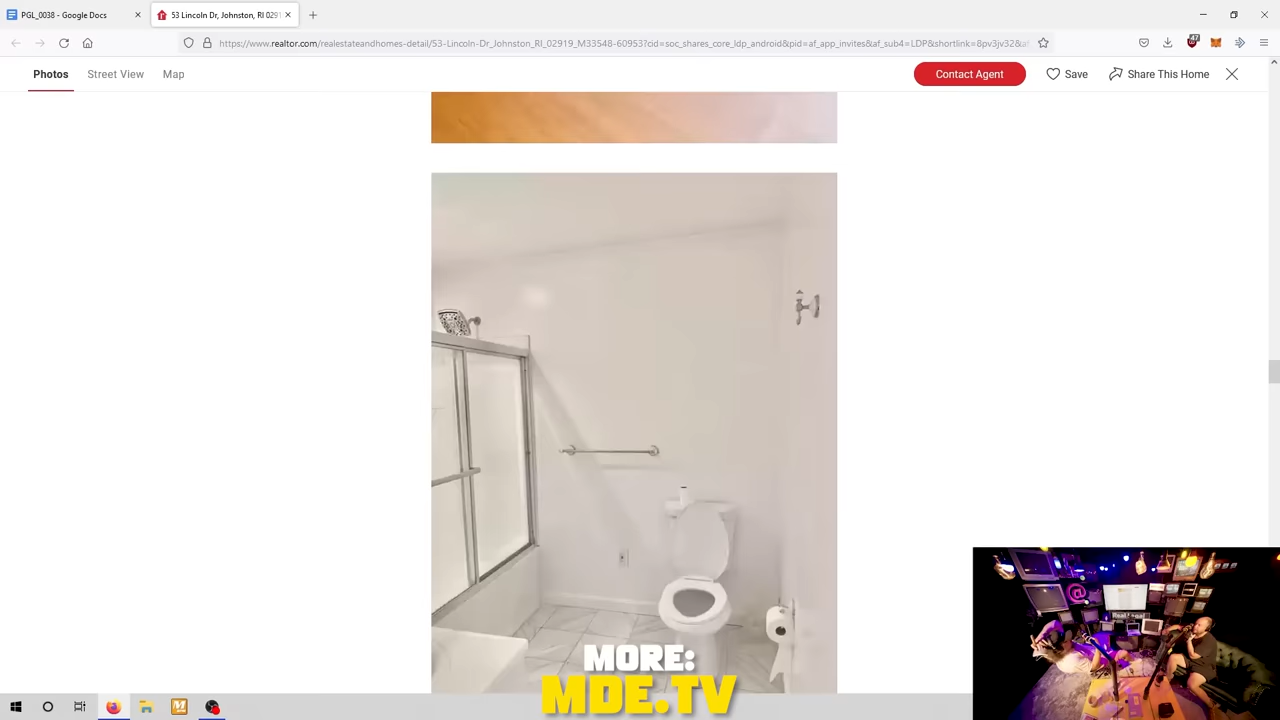 PGL_0038 - Google Docs
53 Lincoln Dr, Johnston, RI 0291
https://www.realtor.com/realestateandhomes-detail/53-Lincoln-Dr_Johnston_RI_02919_M33548-60953?cid=soc_shares_core_ldp_android&pid=af_app_invites&af_sub4=LDP&shortlink=8pv3jv32&af
47
Photos
Street View
Map
Contact Agent
Save
Share This Home
MORE:
MDE.TV
@